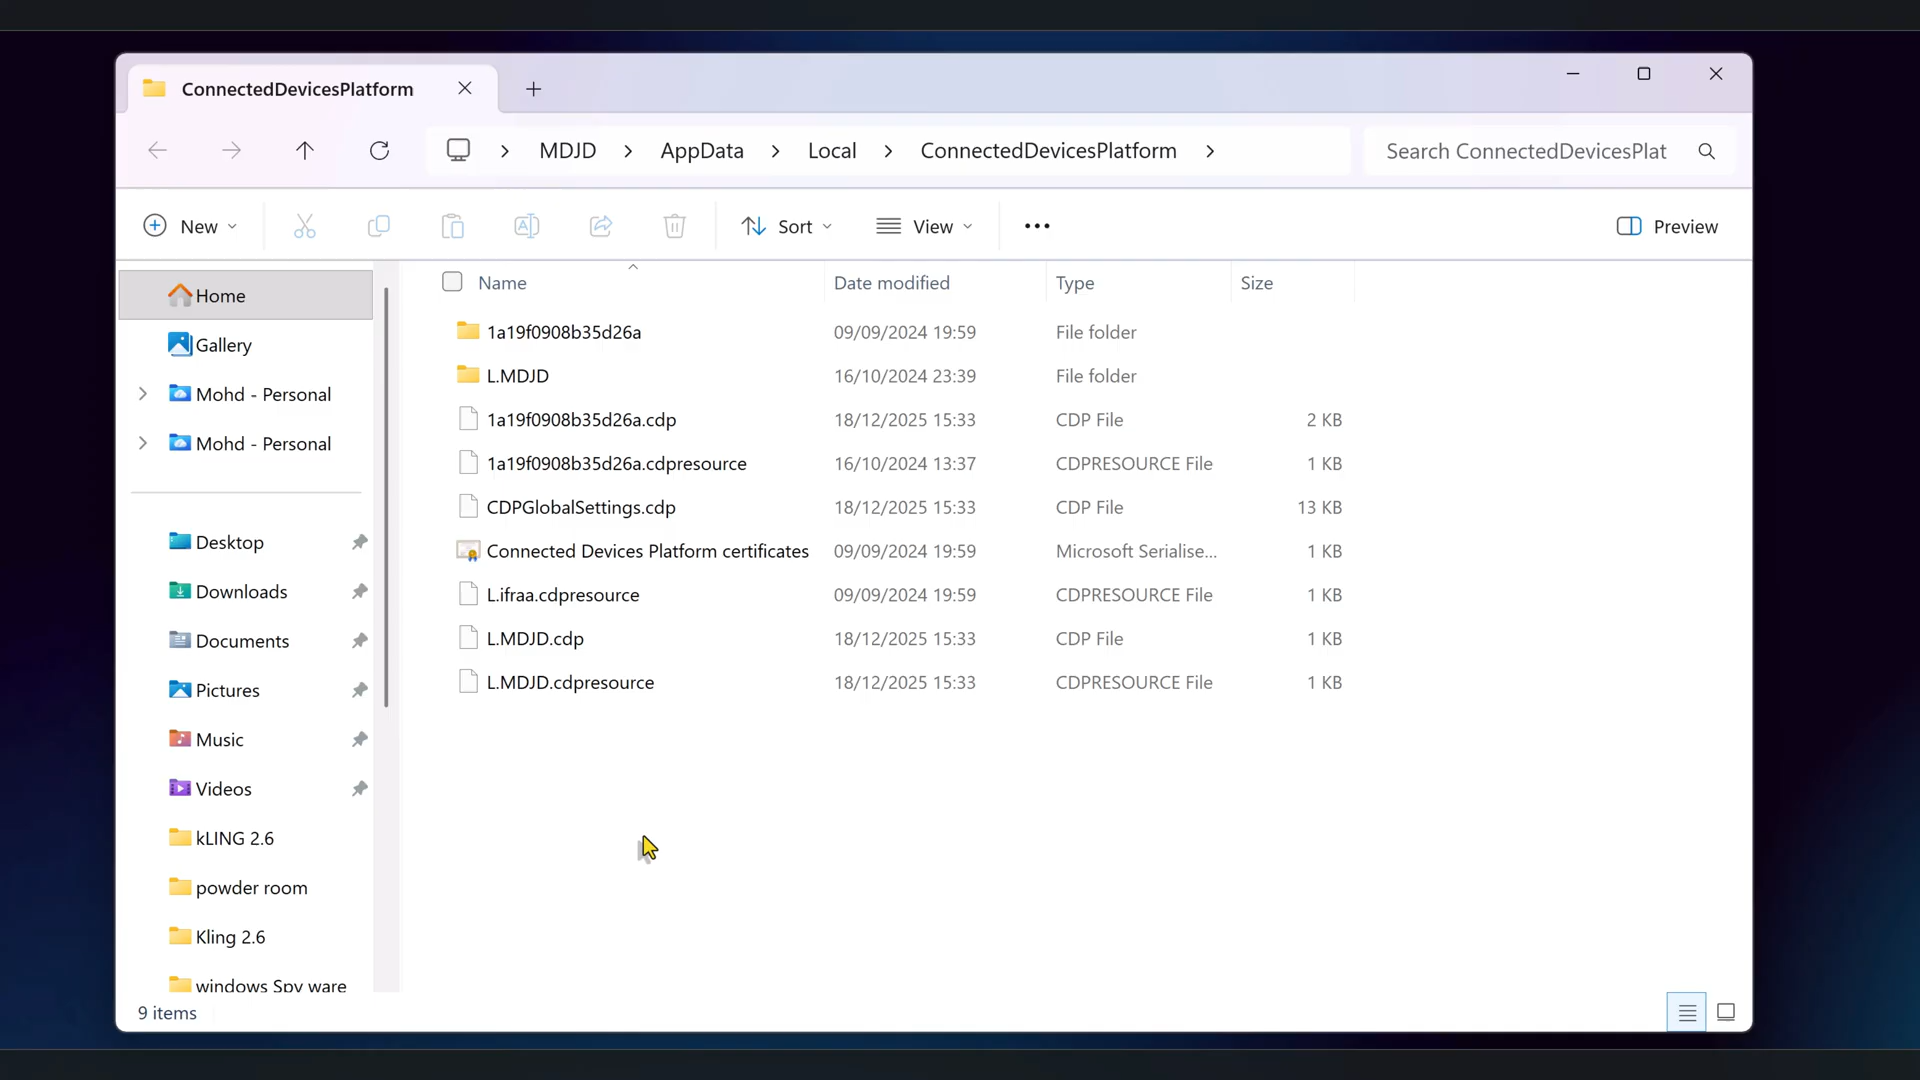 ConnectedDevicesPlatform
MDJD AppData Local ConnectedDevicesPlatform
Search ConnectedDevicesPlat
New Sort View Preview
Name Date modified Type Size
Home
Gallery
Mohd - Personal
Mohd - Personal
Desktop
Downloads
Documents
Pictures
Music
Videos
kLING 2.6
powder room
Kling 2.6
windows Spy ware
1a19f0908b35d26a 09/09/2024 19:59 File folder
L.MDJD 16/10/2024 23:39 File folder
1a19f0908b35d26a.cdp 18/12/2025 15:33 CDP File 2 KB
1a19f0908b35d26a.cdpresource 16/10/2024 13:37 CDPRESOURCE File 1 KB
CDPGlobalSettings.cdp 18/12/2025 15:33 CDP File 13 KB
Connected Devices Platform certificates 09/09/2024 19:59 Microsoft Serialise... 1 KB
L.ifraa.cdpresource 09/09/2024 19:59 CDPRESOURCE File 1 KB
L.MDJD.cdp 18/12/2025 15:33 CDP File 1 KB
L.MDJD.cdpresource 18/12/2025 15:33 CDPRESOURCE File 1 KB
9 items